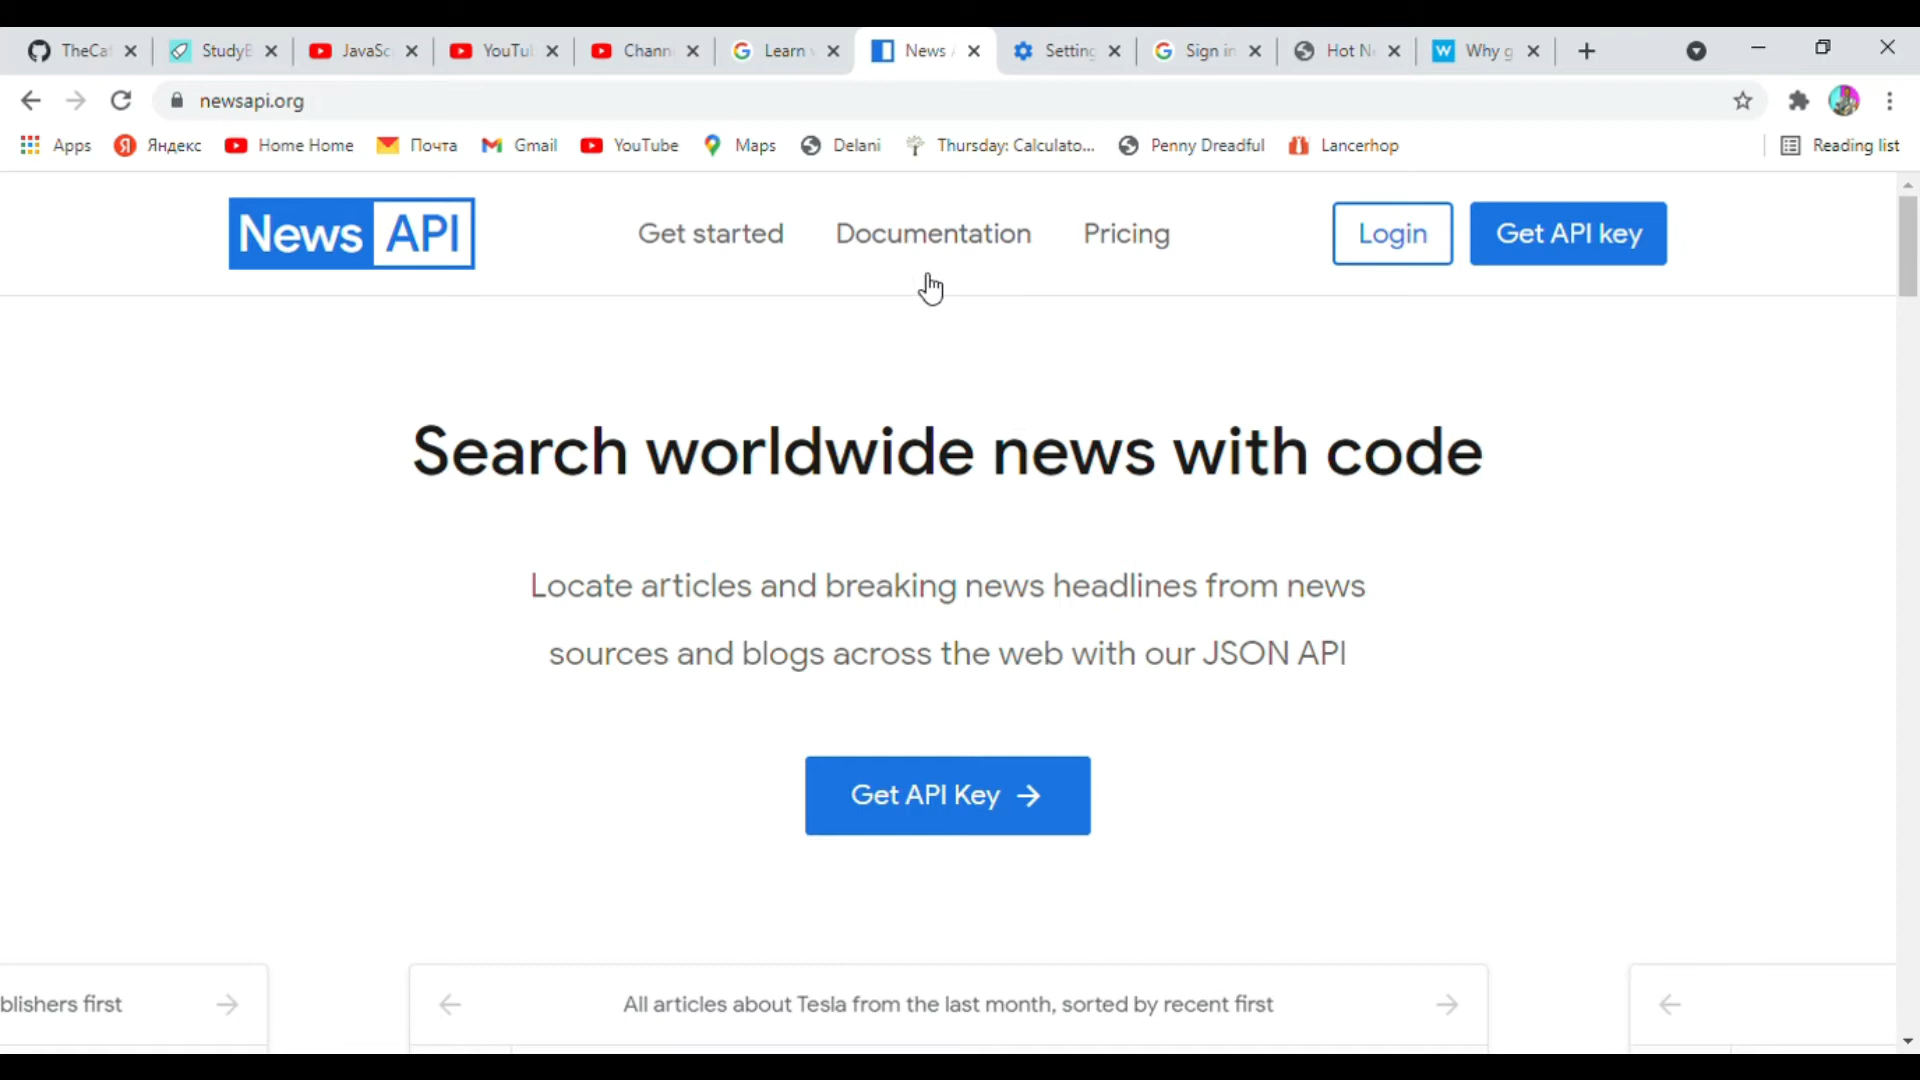 TheCa StudyE JavaSc YouTu Chann Learn News Setting Sign in Hot N Why g
newsapi.org
Apps Яндекс Home Home Почта Gmail YouTube Maps Delani Thursday: Calculato... Penny Dreadful Lancerhop Reading list
News API Get started Documentation Pricing Login Get API key
Search worldwide news with code
Locate articles and breaking news headlines from news
sources and blogs across the web with our JSON API
Get API Key →
blishers first → ← All articles about Tesla from the last month, sorted by recent first → ←